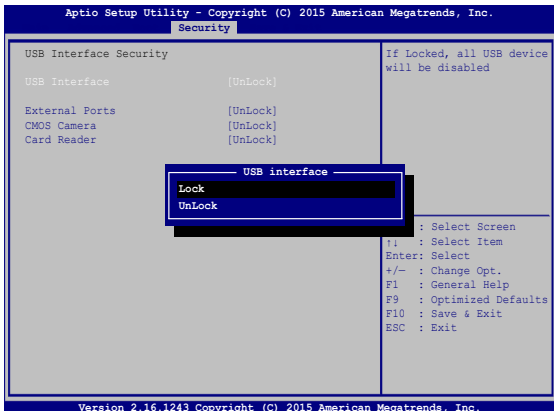 Aptio Setup Utility - Copyright (C) 2015 American Megatrends, Inc.
Security
USB Interface Security
USB Interface [UnLock]
External Ports [UnLock]
CMOS Camera [UnLock]
Card Reader [UnLock]
If Locked, all USB device
will be disabled
USB interface
Lock
UnLock
: Select Screen
↑↓ : Select Item
Enter: Select
+/— : Change Opt.
F1 : General Help
F9 : Optimized Defaults
F10 : Save & Exit
ESC : Exit
Version 2.16.1243 Copyright (C) 2015 American Megatrends, Inc.